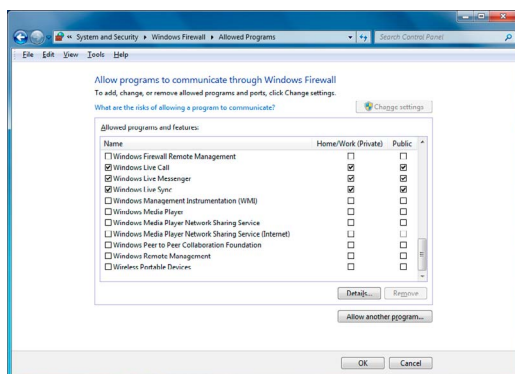 « System and Security ▸ Windows Firewall ▸ Allowed Programs
Search Control Panel
File Edit View Tools Help
Allow programs to communicate through Windows Firewall
To add, change, or remove allowed programs and ports, click Change settings.
What are the risks of allowing a program to communicate?
Change settings
Allowed programs and features:
Name Home/Work (Private) Public
Windows Firewall Remote Management
Windows Live Call
Windows Live Messenger
Windows Live Sync
Windows Management Instrumentation (WMI)
Windows Media Player
Windows Media Player Network Sharing Service
Windows Media Player Network Sharing Service (Internet)
Windows Peer to Peer Collaboration Foundation
Windows Remote Management
Wireless Portable Devices
Details... Remove
Allow another program...
OK Cancel